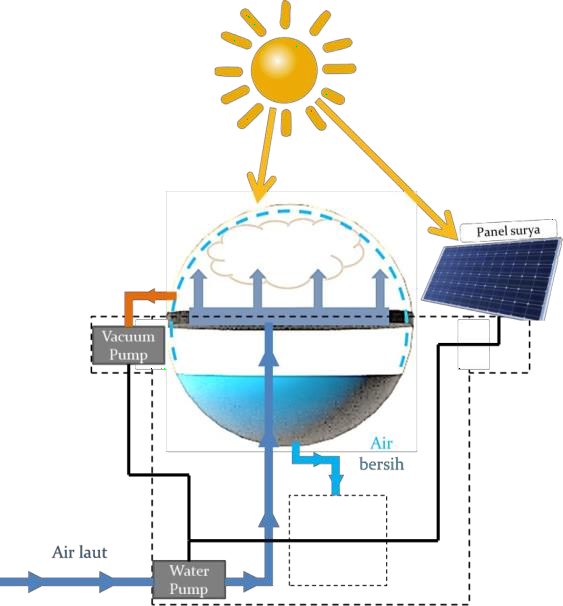 Panel surya
Vacuum
Pump
Air
bersih
Air laut
Water
Pump